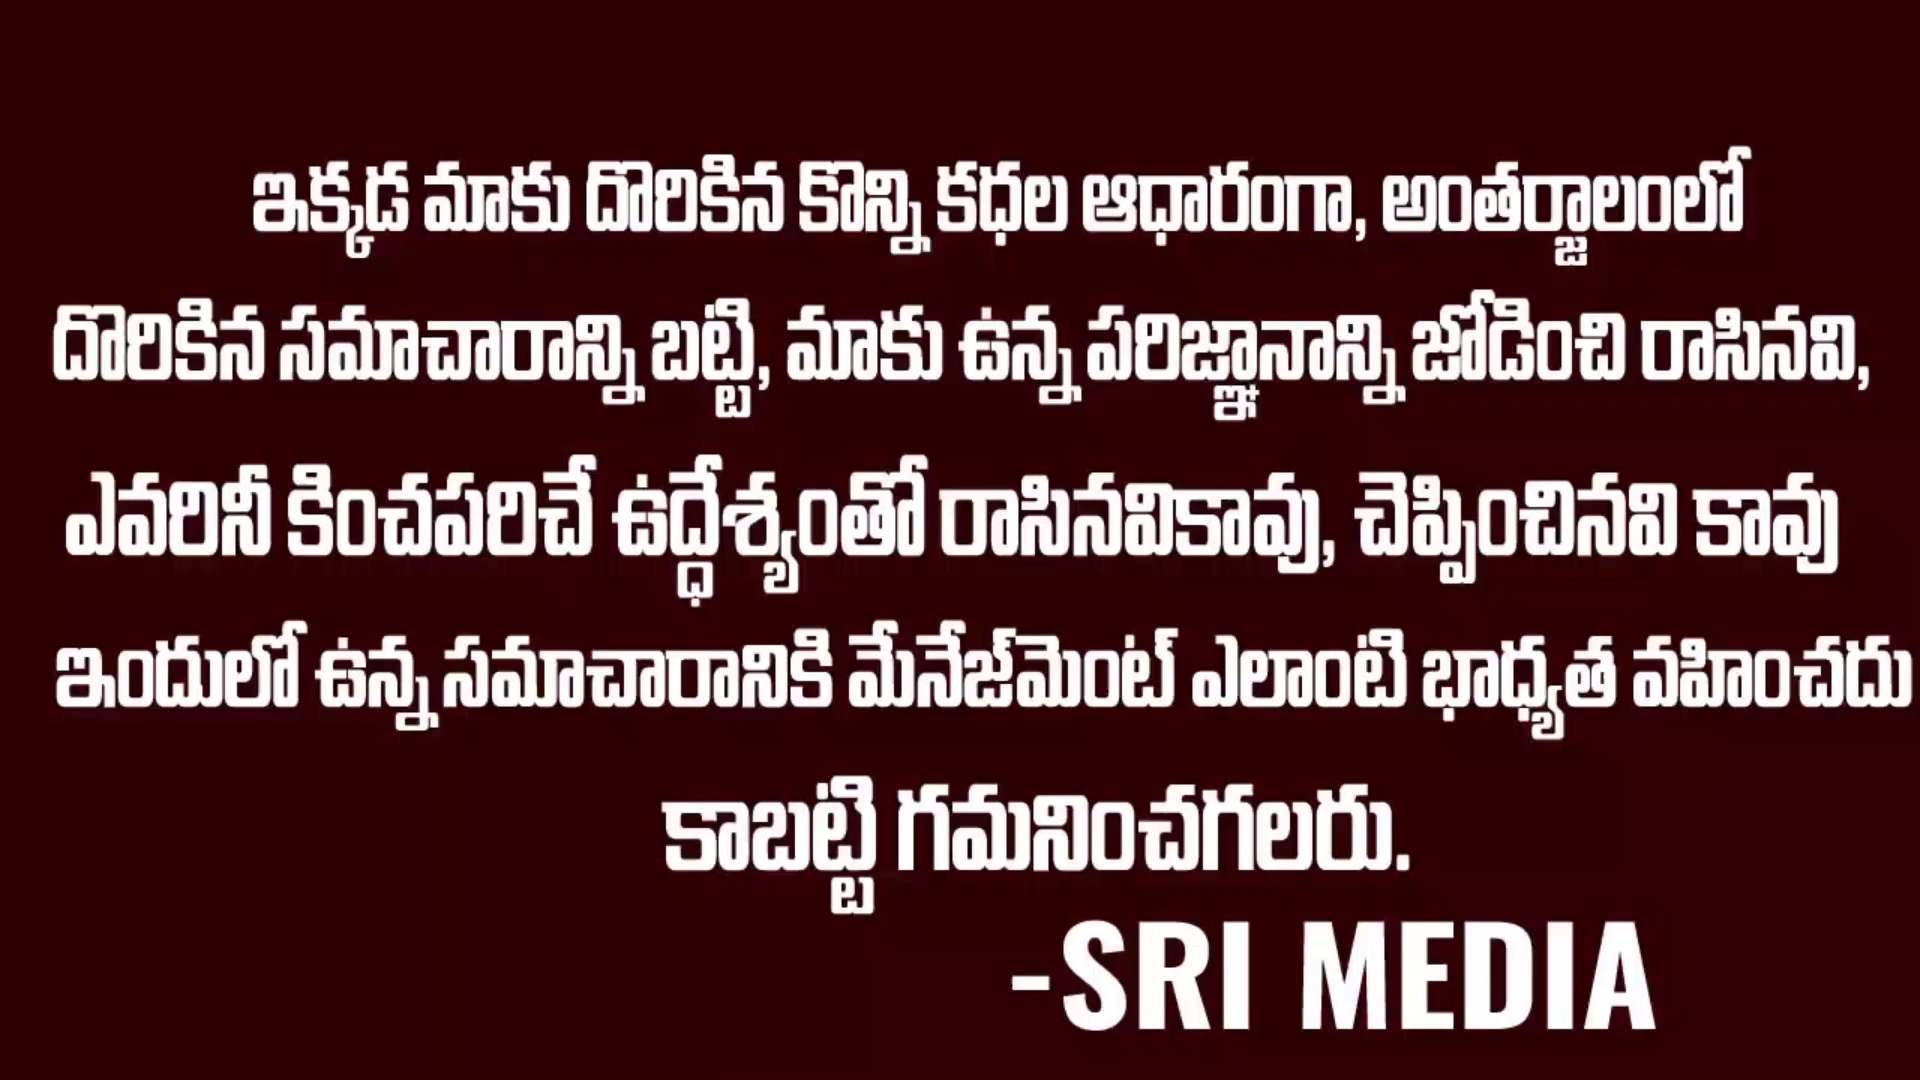 ఇక్కడ మాకు దొరికిన కొన్ని కధల ఆధారంగా, అంతర్జాలంలో
దొరికిన సమాచారాన్ని బట్టి, మాకు ఉన్న పరిజ్ఞానాన్ని జోడించి రాసినవి,
ఎవరినీ కించపరిచే ఉద్ధేశ్యంతో రాసినవికావు, చెప్పించినవి కావు
ఇందులో ఉన్న సమాచారానికి మేనేజ్‌మెంట్ ఎలాంటి భాధ్యత వహించదు
కాబట్టి గమనించగలరు.
-SRI MEDIA